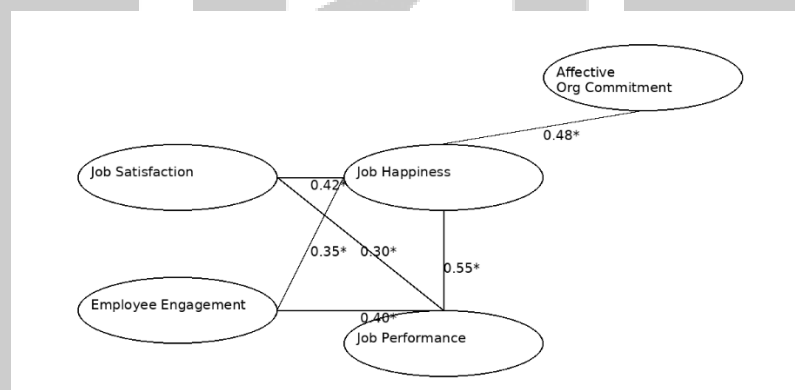 Affective
Org Commitment
0.48*
Job Satisfaction
Job Happiness
0.42*
0.35*
0.30*
0.55*
Employee Engagement
0.40*
Job Performance